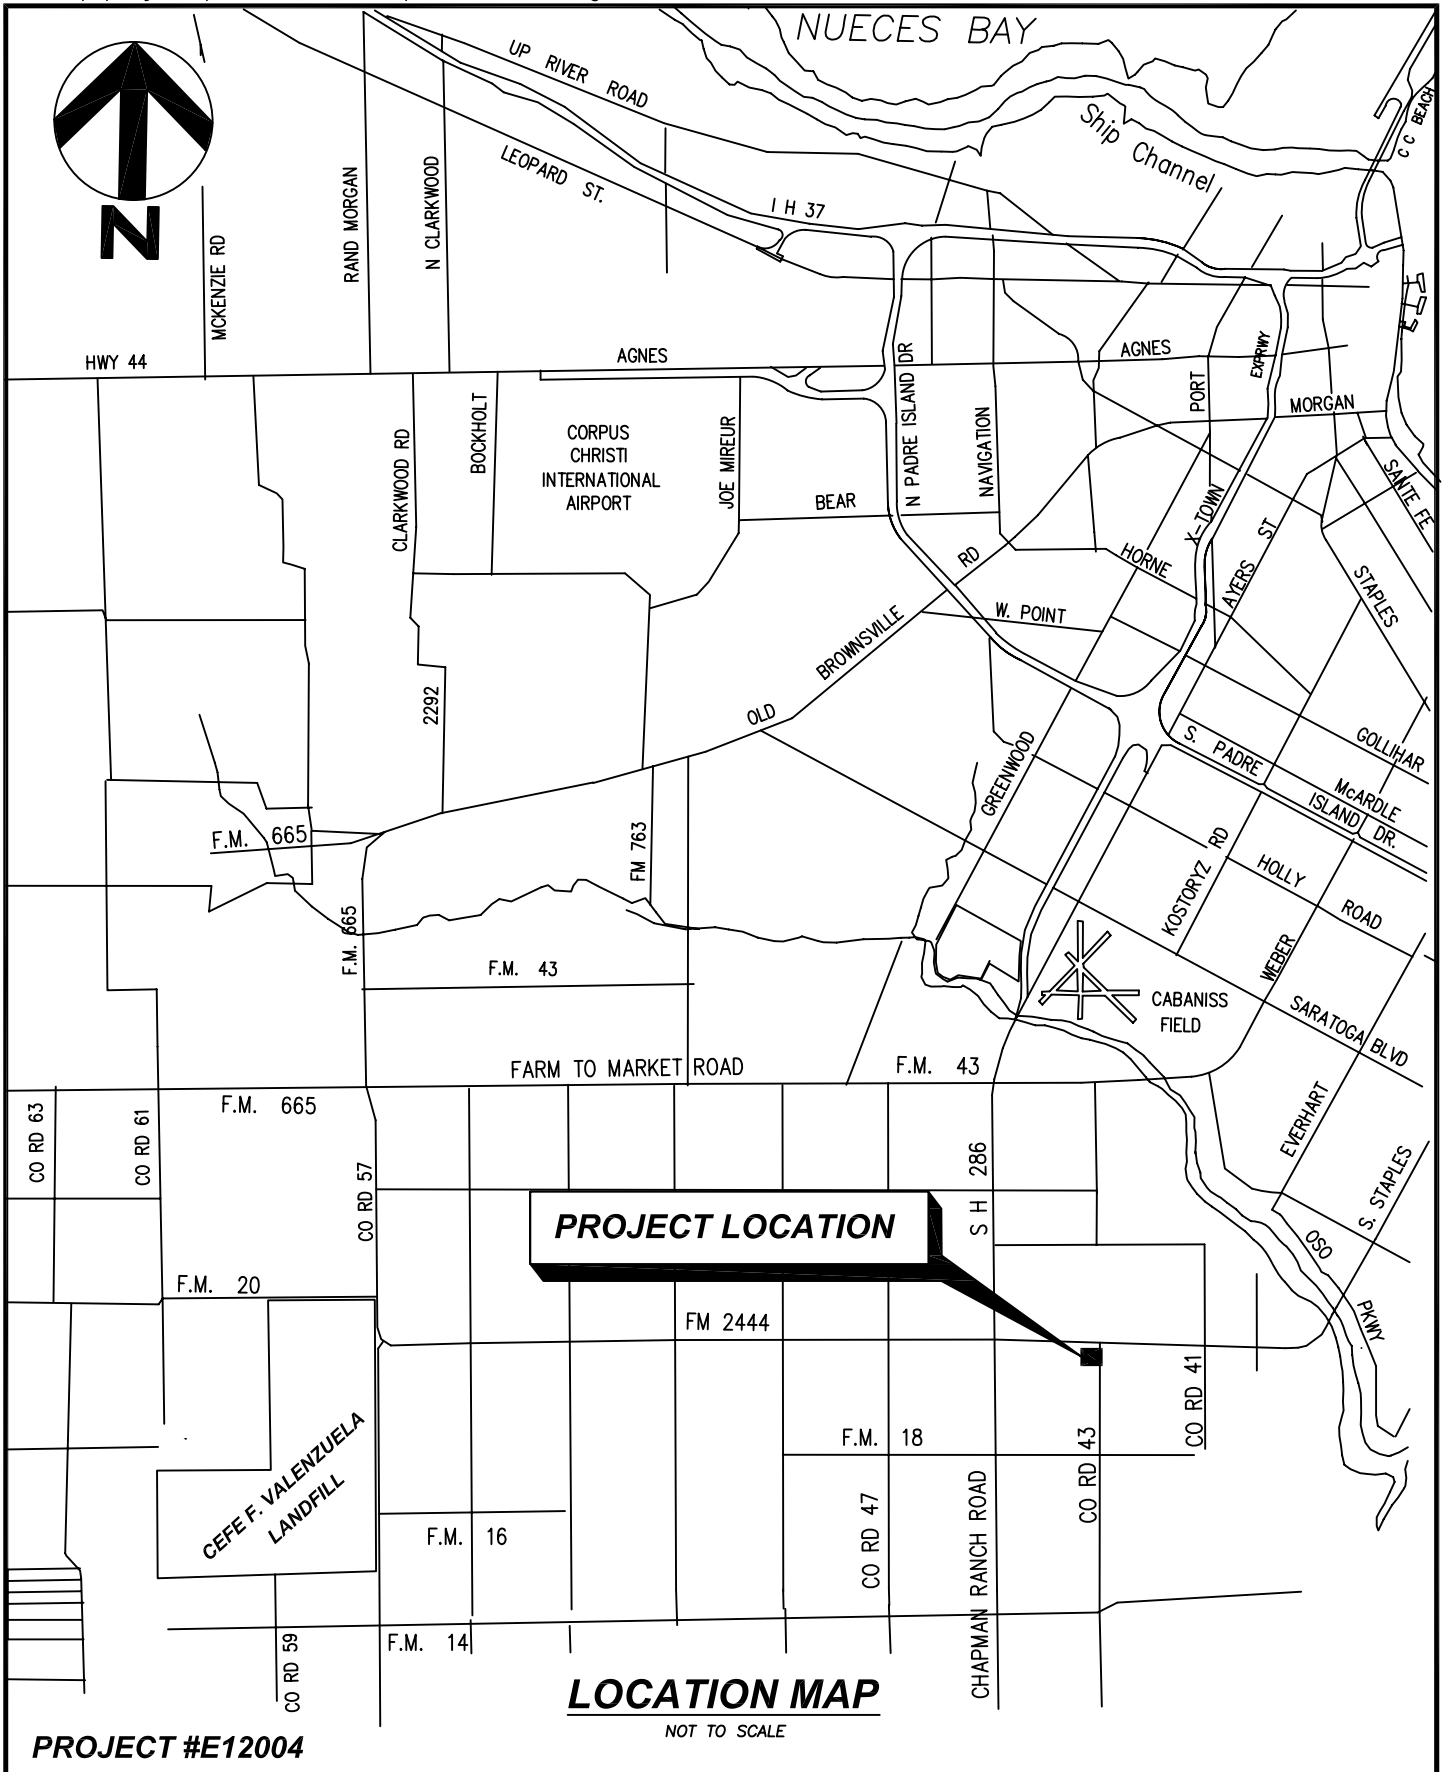 NUECES BAY
UP RIVER ROAD
Ship Channel
C C BEACH
LEOPARD ST.
N
MCKENZIE RD
RAND MORGAN
N CLARKWOOD
I H 37
HWY 44
AGNES
AGNES
N PADRE ISLAND DR
EXPRWY
PORT
MORGAN
CLARKWOOD RD
BOCKHOLT
CORPUS
CHRISTI
INTERNATIONAL
AIRPORT
JOE MIREUR
NAVIGATION
BEAR
X-TOWN
SANTE FE
AYERS ST
HORNE
STAPLES
OLD BROWNSVILLE RD
W. POINT
2292
GREENWOOD
S. PADRE ISLAND DR.
GOLLIHAR
McARDLE
F.M. 665
FM 763
KOSTORYZ RD
HOLLY ROAD
F.M. 665
F.M. 43
WEBER
CABANISS
FIELD
SARATOGA BLVD
FARM TO MARKET ROAD
F.M. 43
F.M. 665
CO RD 63
CO RD 61
CO RD 57
S H 286
EVERHART
S. STAPLES
PROJECT LOCATION
OSO PKWY
F.M. 20
FM 2444
CO RD 41
CEFE F. VALENZUELA
LANDFILL
F.M. 18
CO RD 43
F.M. 16
CO RD 47
CHAPMAN RANCH ROAD
F.M. 14
CO RD 59
LOCATION MAP
NOT TO SCALE
PROJECT #E12004